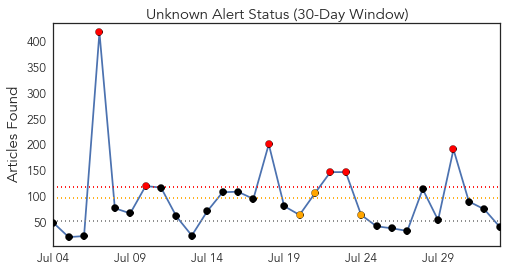 Unknown Alert Status (30-Day Window)
Articles Found
400
350
300
250
200
150
100
50
Jul 04
Jul 09
Jul 14
Jul 19
Jul 24
Jul 29